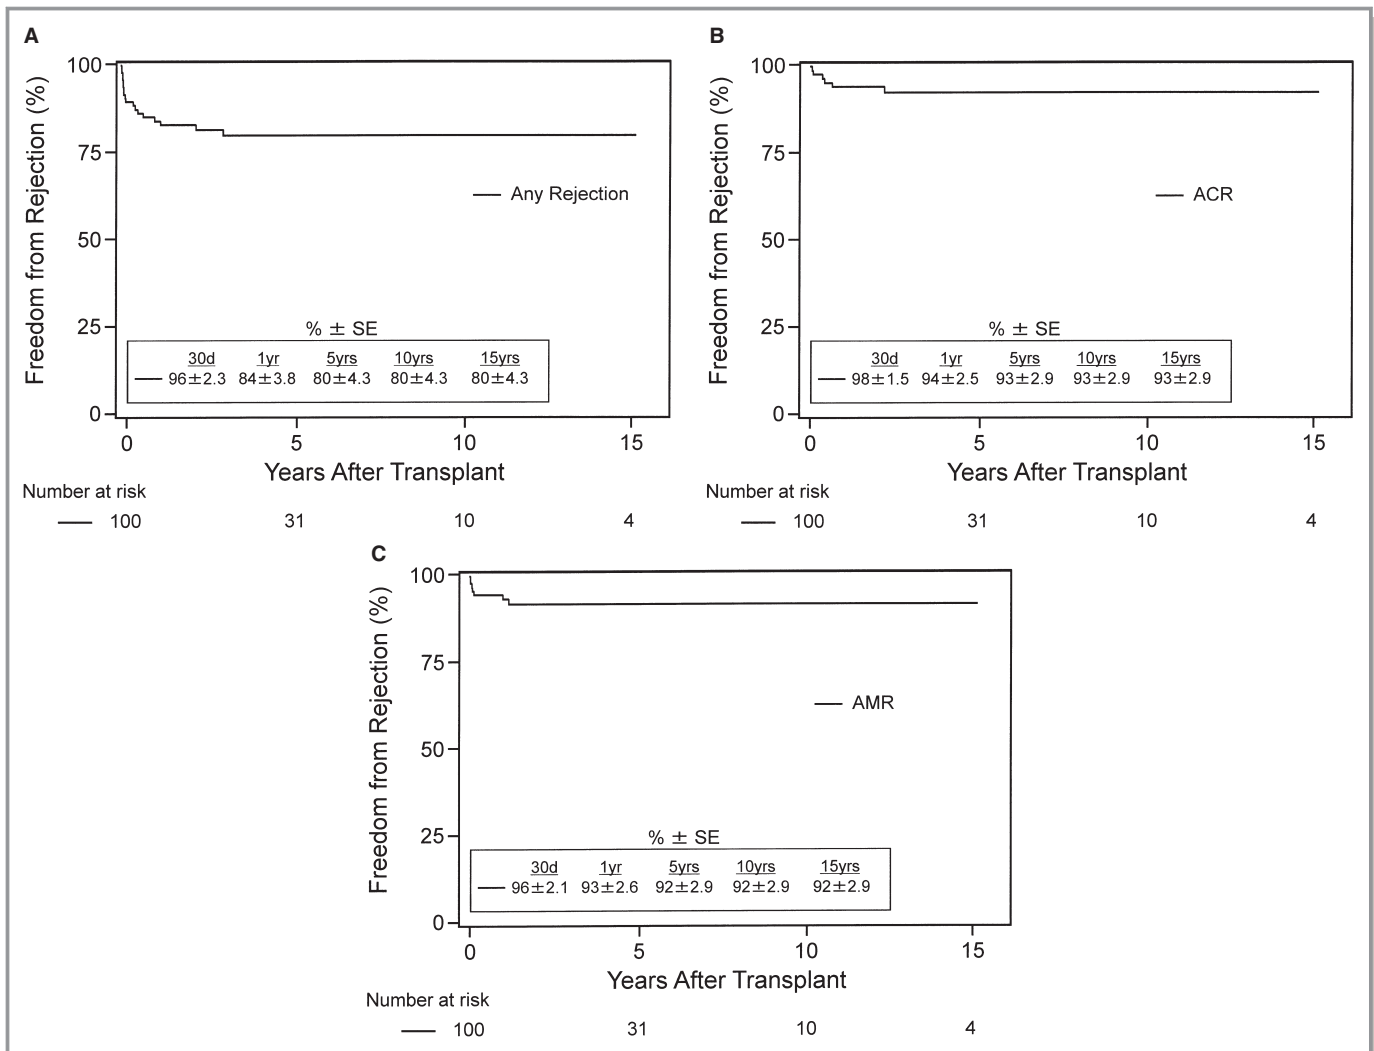 A
Freedom from Rejection (%)
100
75
50
25
0
Any Rejection
% ± SE
30d 1yr 5yrs 10yrs 15yrs
96±2.3 84±3.8 80±4.3 80±4.3 80±4.3
0 5 10 15
Years After Transplant
Number at risk
100 31 10 4
B
Freedom from Rejection (%)
100
75
50
25
0
ACR
% ± SE
30d 1yr 5yrs 10yrs 15yrs
98±1.5 94±2.5 93±2.9 93±2.9 93±2.9
0 5 10 15
Years After Transplant
Number at risk
100 31 10 4
C
Freedom from Rejection (%)
100
75
50
25
0
AMR
% ± SE
30d 1yr 5yrs 10yrs 15yrs
96±2.1 93±2.6 92±2.9 92±2.9 92±2.9
0 5 10 15
Years After Transplant
Number at risk
100 31 10 4